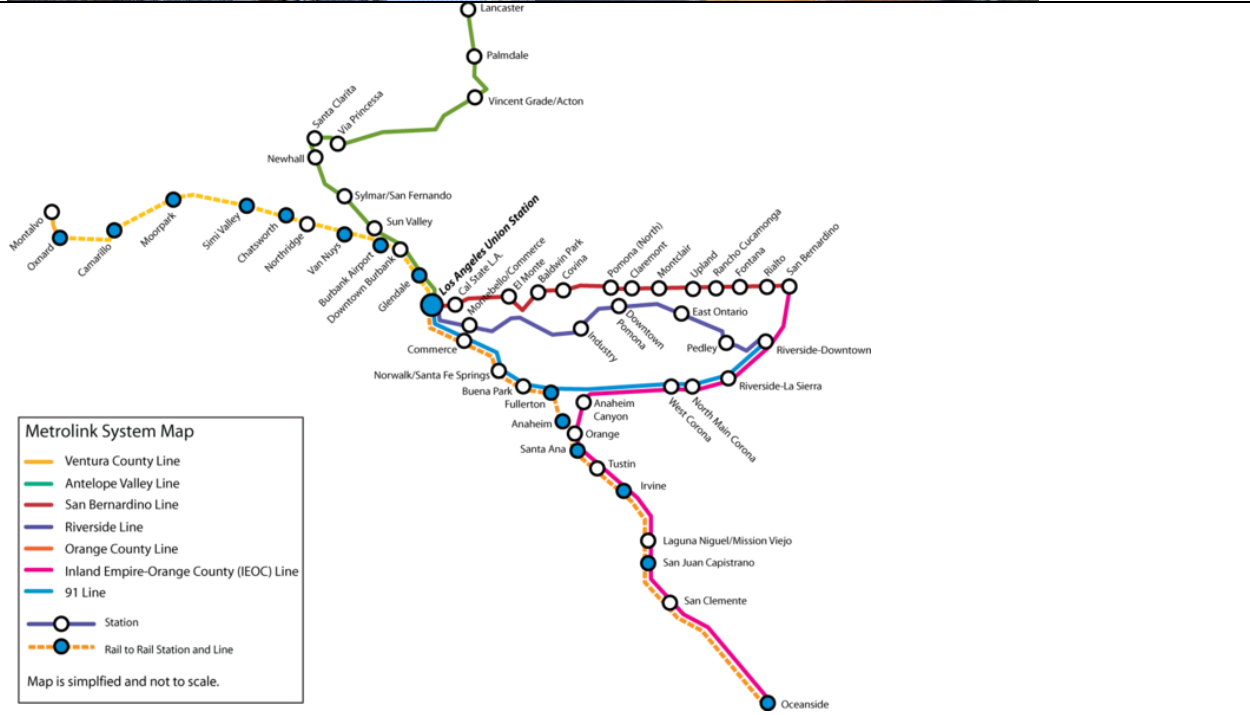 Lancaster
Palmdale
Vincent Grade/Acton
Santa Clarita
Via Princessa
Newhall
Sylmar/San Fernando
Sun Valley
Montalvo
Oxnard
Camarillo
Moorpark
Simi Valley
Chatsworth
Northridge
Van Nuys
Burbank Airport
Downtown Burbank
Glendale
Los Angeles Union Station
Cal State L.A.
Montebello/Commerce
El Monte
Baldwin Park
Covina
Pomona (North)
Claremont
Montclair
Upland
Rancho Cucamonga
Fontana
Rialto
San Bernardino
Industry
Downtown
Pomona
East Ontario
Pedley
Riverside-Downtown
Commerce
Norwalk/Santa Fe Springs
Buena Park
Fullerton
Riverside-La Sierra
West Corona
North Main Corona
Anaheim
Canyon
Anaheim
Orange
Santa Ana
Tustin
Irvine
Laguna Niguel/Mission Viejo
San Juan Capistrano
San Clemente
Oceanside
Metrolink System Map
Ventura County Line
Antelope Valley Line
San Bernardino Line
Riverside Line
Orange County Line
Inland Empire-Orange County (IEOC) Line
91 Line
Station
Rail to Rail Station and Line
Map is simplfied and not to scale.